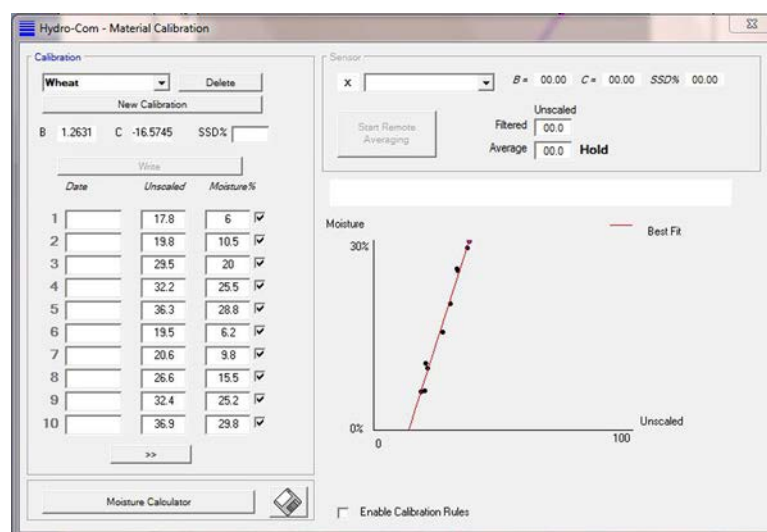 Hydro-Com - Material Calibration
Calibration
Wheat Delete
New Calibration
B 1.2631 C -16.5745 SSD%
Write
Date Unscaled Moisture%
1 17.8 6
2 19.8 10.5
3 29.5 20
4 32.2 25.5
5 36.3 28.8
6 19.5 6.2
7 20.6 9.8
8 26.6 15.5
9 32.4 25.2
10 36.9 29.8
>>
Moisture Calculator
Sensor
X B = 00.00 C = 00.00 SSD% 00.00
Start Remote
Averaging
Unscaled
Filtered 00.0
Average 00.0 Hold
Moisture
30%
Best Fit
0%
0
100
Unscaled
Enable Calibration Rules